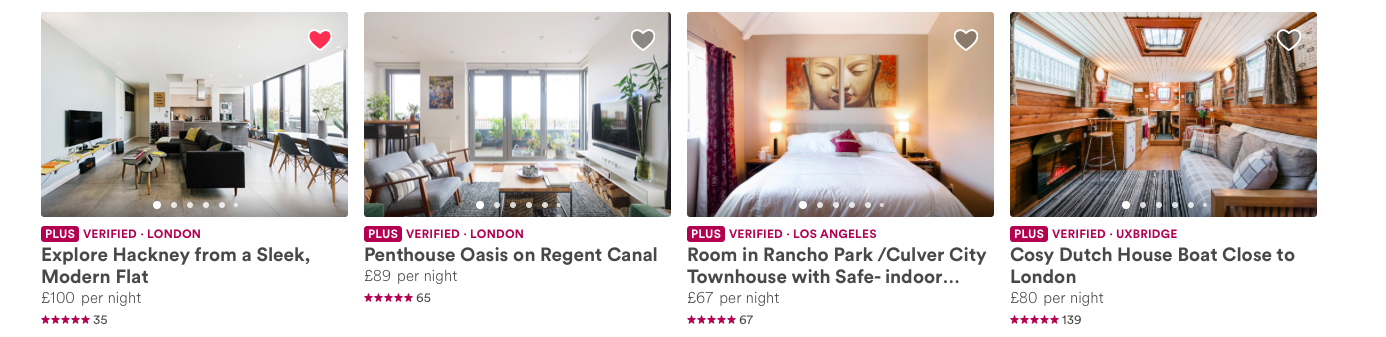 PLUS VERIFIED · LONDON
Explore Hackney from a Sleek,
Modern Flat
£100 per night
★★★★★ 35
PLUS VERIFIED · LONDON
Penthouse Oasis on Regent Canal
£89 per night
★★★★★ 65
PLUS VERIFIED · LOS ANGELES
Room in Rancho Park /Culver City
Townhouse with Safe- indoor...
£67 per night
★★★★★ 67
PLUS VERIFIED · UXBRIDGE
Cosy Dutch House Boat Close to
London
£80 per night
★★★★★ 139